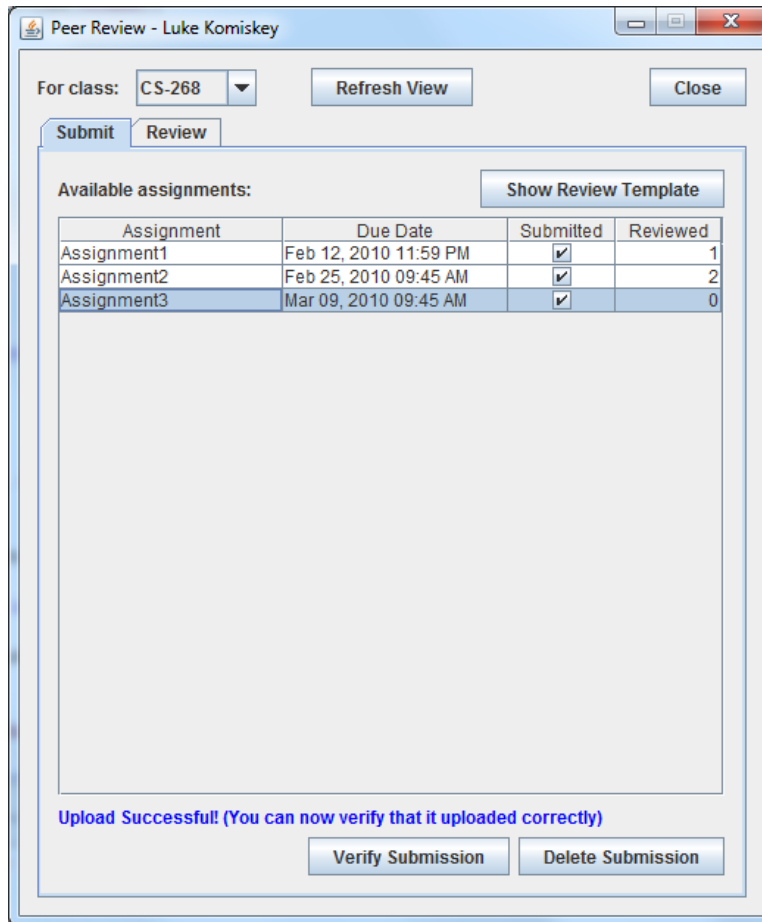 Peer Review - Luke Komiskey
For class: CS-268 Refresh View Close
Submit Review
Available assignments: Show Review Template
Assignment Due Date Submitted Reviewed
Assignment1 Feb 12, 2010 11:59 PM 1
Assignment2 Feb 25, 2010 09:45 AM 2
Assignment3 Mar 09, 2010 09:45 AM 0
Upload Successful! (You can now verify that it uploaded correctly)
Verify Submission Delete Submission